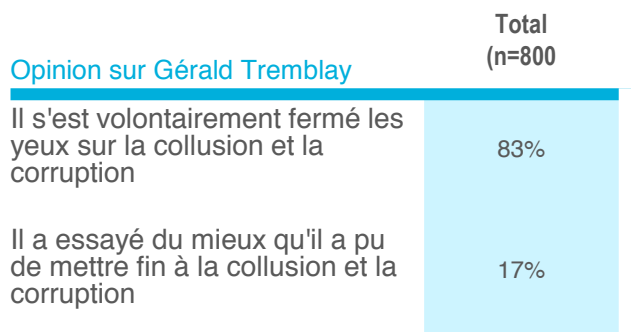 Total
(n=800
Opinion sur Gérald Tremblay
Il s'est volontairement fermé les
yeux sur la collusion et la
corruption
83%
Il a essayé du mieux qu'il a pu
de mettre fin à la collusion et la
corruption
17%